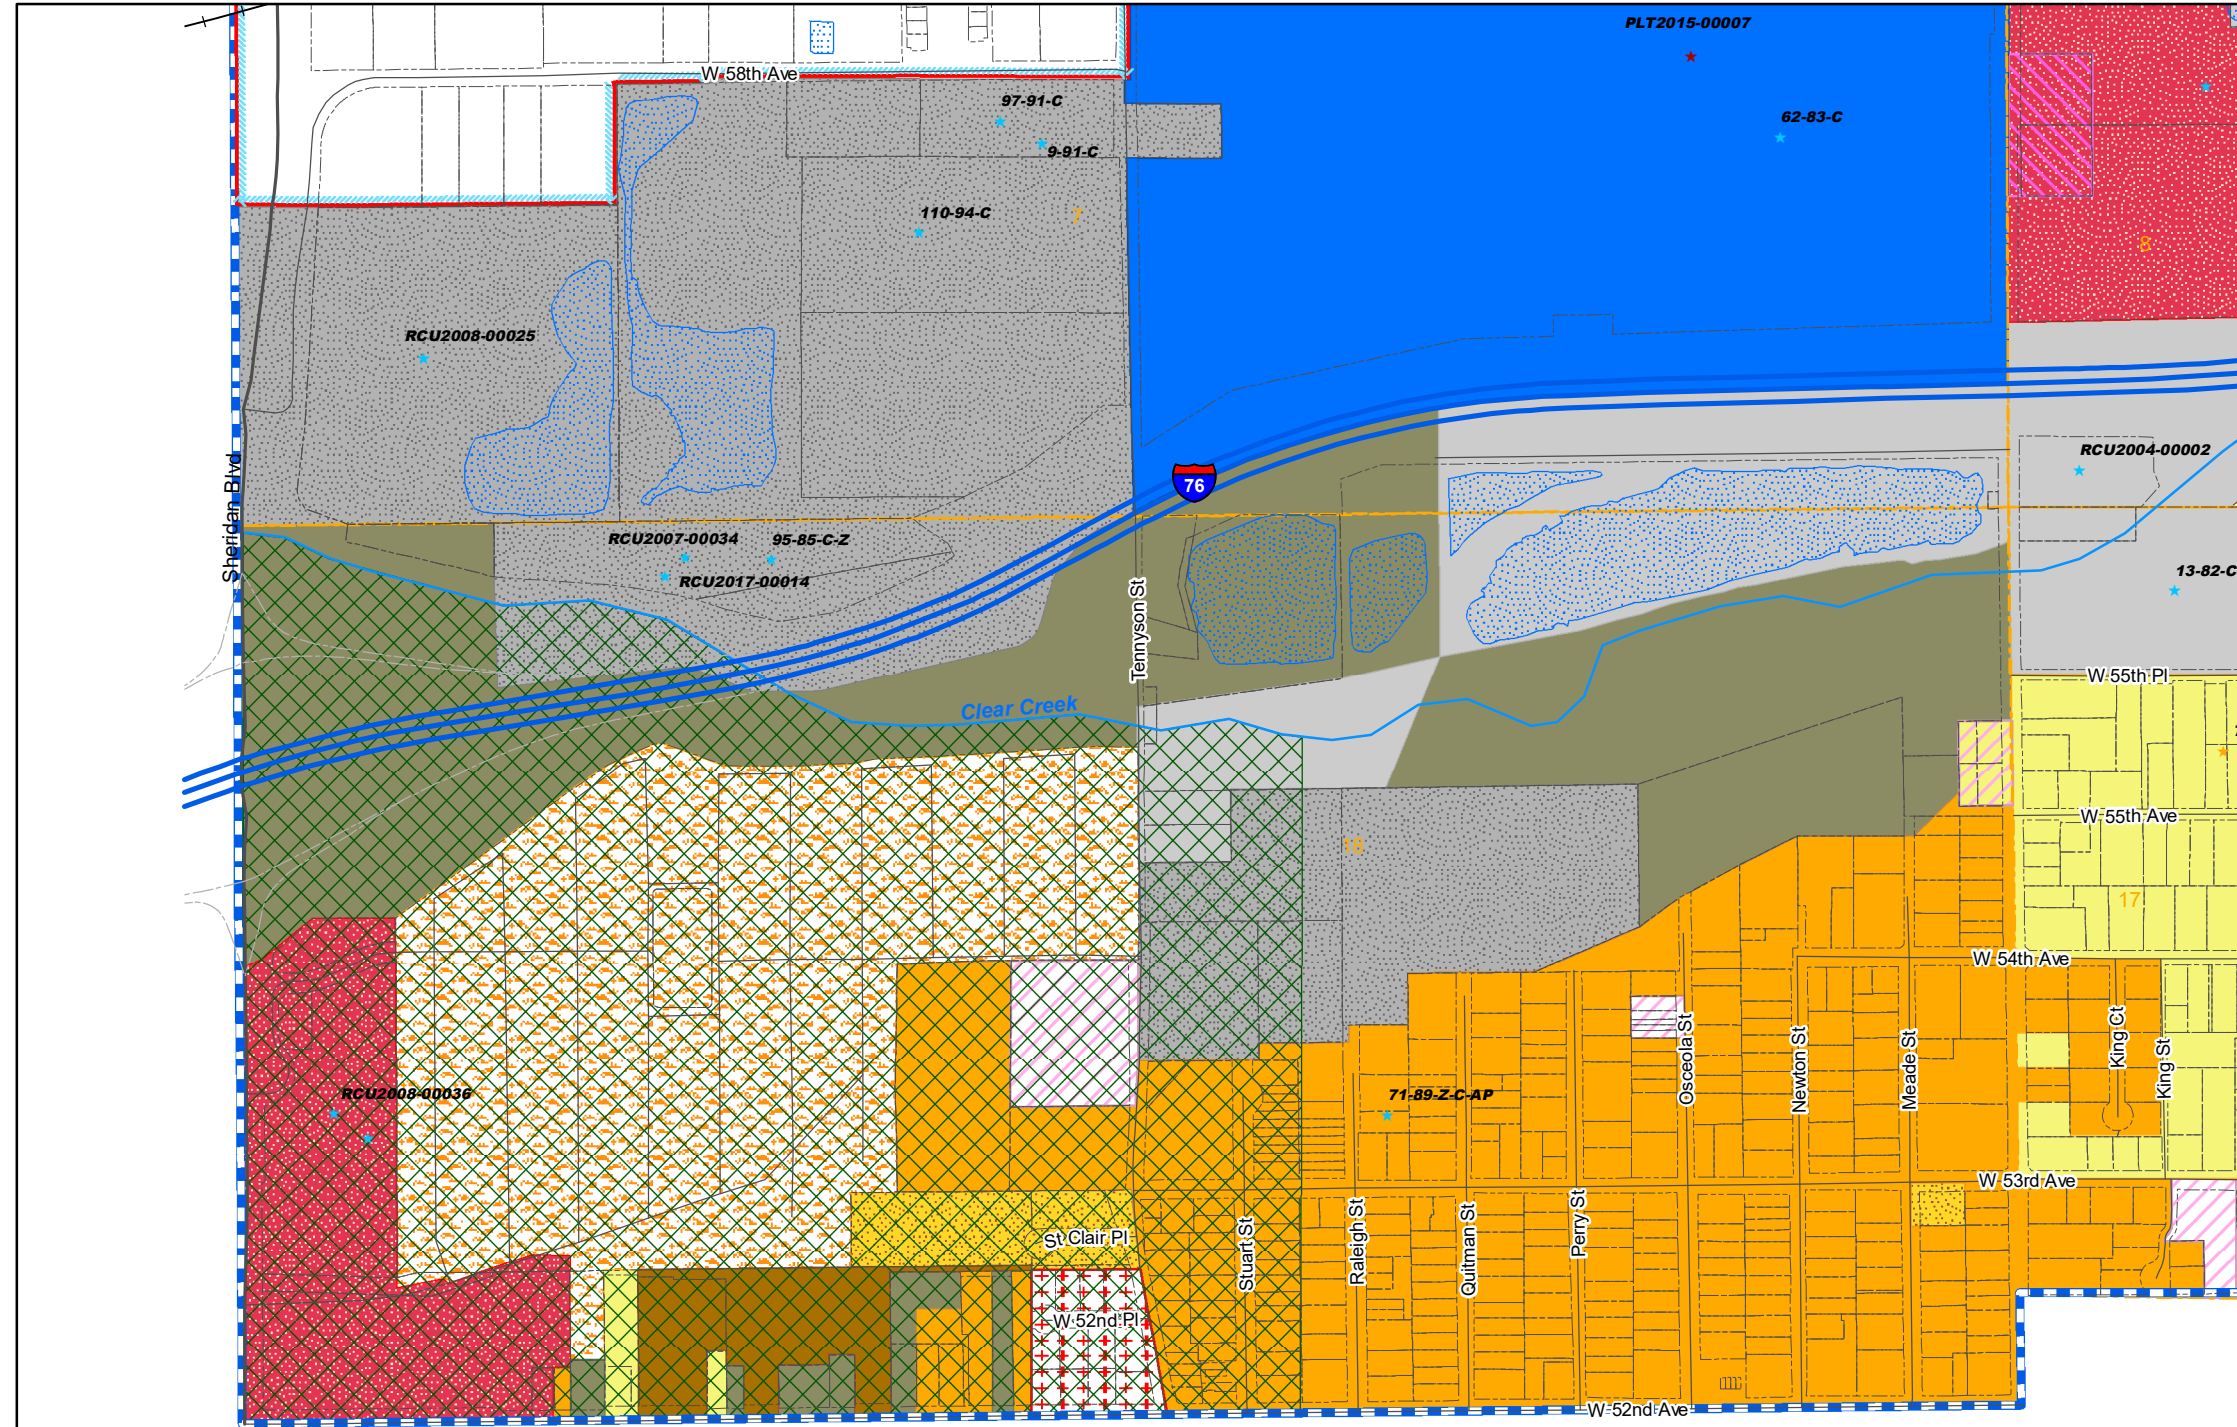 PLT2015-00007
W 58th Ave
97-91-C
62-83-C
9-91-C
110-94-C
7
8
RCU2008-00025
Sheridan Blvd
76
RCU2004-00002
RCU2007-00034
95-85-C-Z
RCU2017-00014
13-82-C
Tennyson St
W 55th Pl
Clear Creek
W 55th Ave
18
17
W 54th Ave
Osceola St
Newton St
Meade St
King Ct
King St
RCU2008-00036
71-89-Z-C-AP
W 53rd Ave
St Clair Pl
Stuart St
Raleigh St
Quitman St
Perry St
W 52nd Pl
W 52nd Ave